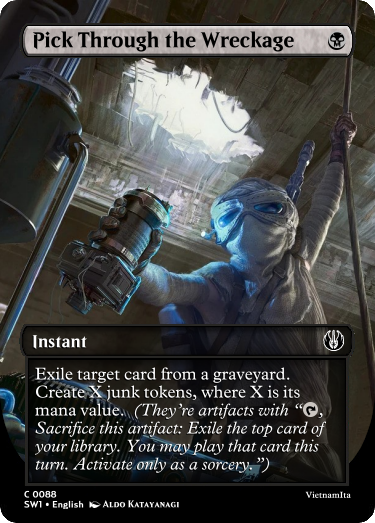 Pick Through the Wreckage
Instant
Exile target card from a graveyard.
Create X junk tokens, where X is its
mana value. (They're artifacts with “, 
Sacrifice this artifact: Exile the top card of
your library. You may play that card this
turn. Activate only as a sorcery.”)
C 0088
SW1 • English ALDO KATAYANAGI
VietnamIta